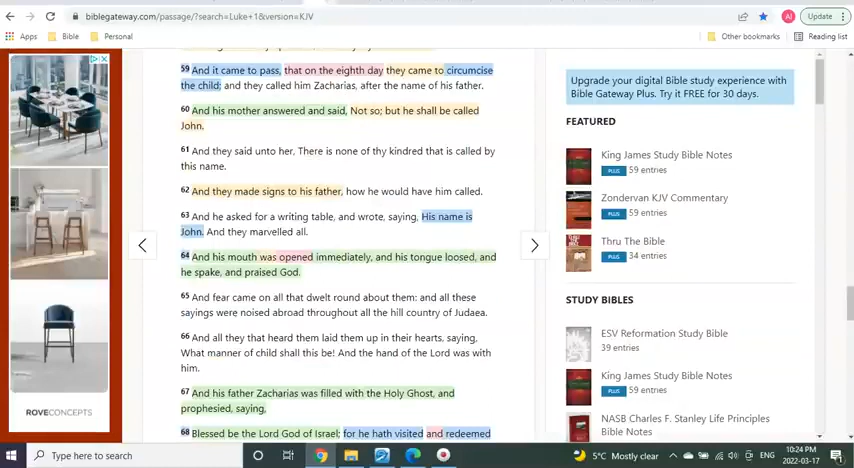 biblegateway.com/passage/?search=Luke+1&version=KJV
AI
Update
Apps
Bible
Personal
Other bookmarks
Reading list
59 And it came to pass, that on the eighth day they came to circumcise
the child; and they called him Zacharias, after the name of his father.
60 And his mother answered and said, Not so; but he shall be called
John.
61 And they said unto her, There is none of thy kindred that is called by
this name.
62 And they made signs to his father, how he would have him called.
63 And he asked for a writing table, and wrote, saying, His name is
John. And they marvelled all.
64 And his mouth was opened immediately, and his tongue loosed, and
he spake, and praised God.
65 And fear came on all that dwelt round about them: and all these
sayings were noised abroad throughout all the hill country of Judaea.
66 And all they that heard them laid them up in their hearts, saying,
What manner of child shall this be! And the hand of the Lord was with
him.
67 And his father Zacharias was filled with the Holy Ghost, and
prophesied, saying,
68 Blessed be the Lord God of Israel; for he hath visited and redeemed
ROVECONCEPTS
Upgrade your digital Bible study experience with
Bible Gateway Plus. Try it FREE for 30 days.
FEATURED
King James Study Bible Notes
PLUS 59 entries
Zondervan KJV Commentary
PLUS 59 entries
Thru The Bible
PLUS 34 entries
STUDY BIBLES
ESV Reformation Study Bible
39 entries
King James Study Bible Notes
PLUS 59 entries
NASB Charles F. Stanley Life Principles
Bible Notes
Type here to search
5°C Mostly clear
ENG
10:24 PM
2022-03-17